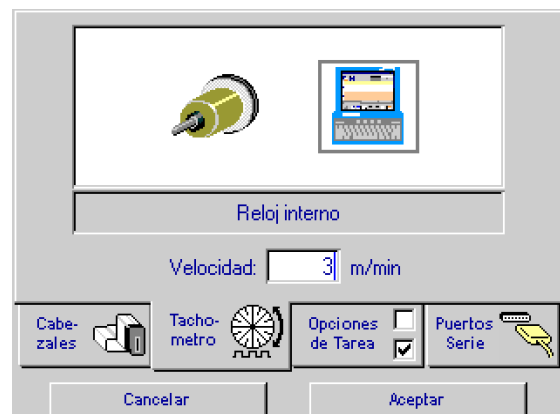 Reloj interno
Velocidad: 3 m/min
Cabe-
zales
Tacho-
metro
Opciones
de Tarea
Puertos
Serie
Cancelar
Aceptar